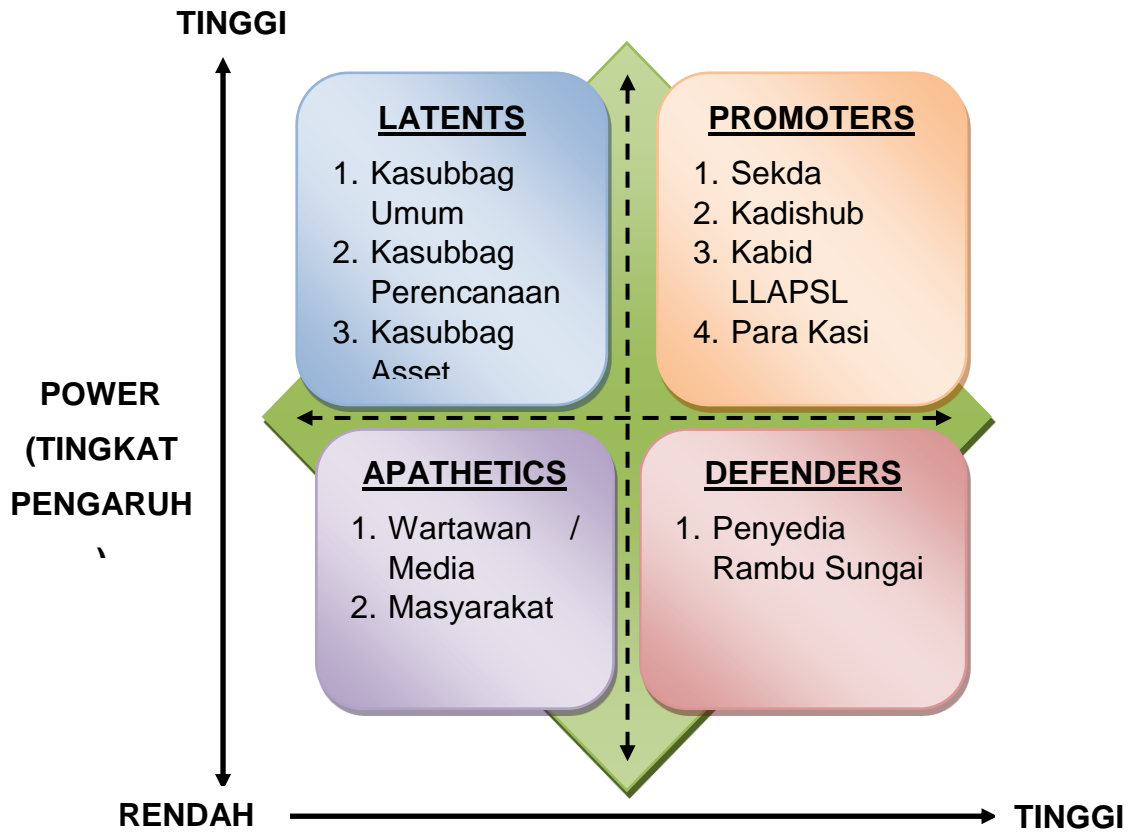 TINGGI
LATENTS
1. Kasubbag
Umum
2. Kasubbag
Perencanaan
3. Kasubbag
Asset
PROMOTERS
1. Sekda
2. Kadishub
3. Kabid
LLAPSL
4. Para Kasi
POWER
(TINGKAT
PENGARUH
)
APATHETICS
1. Wartawan /
Media
2. Masyarakat
DEFENDERS
1. Penyedia
Rambu Sungai
RENDAH
TINGGI